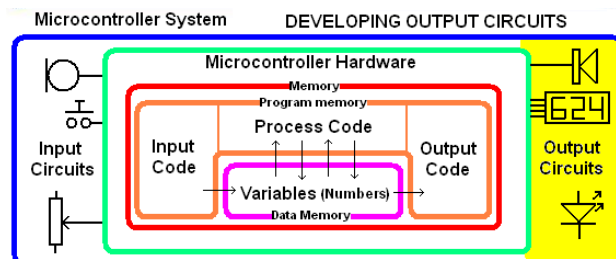 Microcontroller System
DEVELOPING OUTPUT CIRCUITS
Microcontroller Hardware
Memory
Program memory
Process Code
Input
Code
Output
Code
Input
Circuits
624
Output
Circuits
Variables (Numbers)
Data Memory